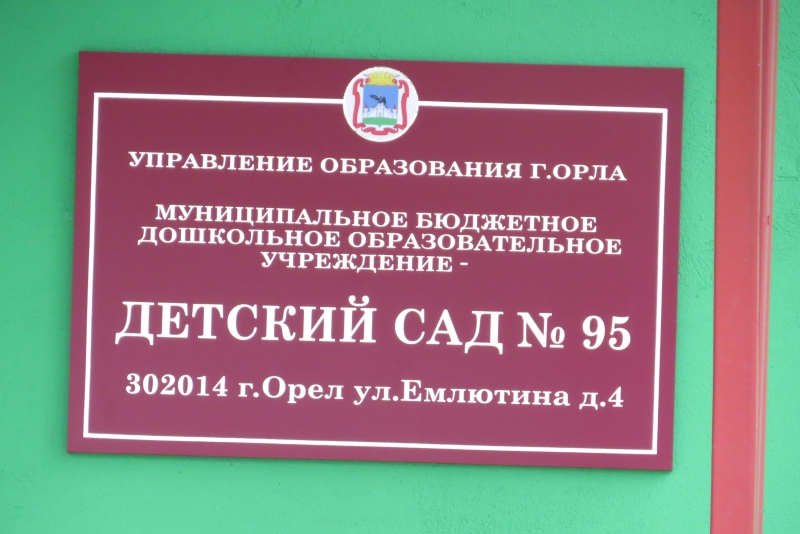 УПРАВЛЕНИЕ ОБРАЗОВАНИЯ Г.ОРЛА
МУНИЦИПАЛЬНОЕ БЮДЖЕТНОЕ
ДОШКОЛЬНОЕ ОБРАЗОВАТЕЛЬНОЕ
УЧРЕЖДЕНИЕ -
ДЕТСКИЙ САД № 95
302014 г.Орел ул.Емлютина д.4